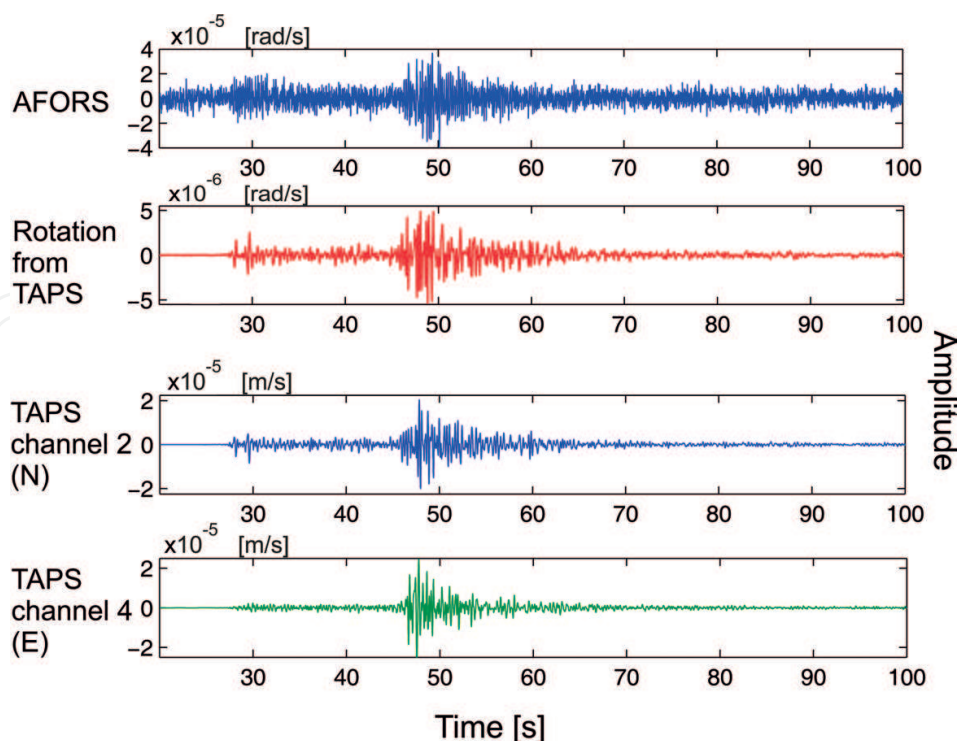 x10⁻⁵ [rad/s]
AFORS
4
2
0
−2
−4
30 40 50 60 70 80 90 100
x10⁻⁶ [rad/s]
Rotation
from
TAPS
5
0
−5
30 40 50 60 70 80 90 100
x10⁻⁵ [m/s]
TAPS
channel 2
(N)
2
0
−2
30 40 50 60 70 80 90 100
x10⁻⁵ [m/s]
TAPS
channel 4
(E)
2
0
−2
30 40 50 60 70 80 90 100
Time [s]
Amplitude